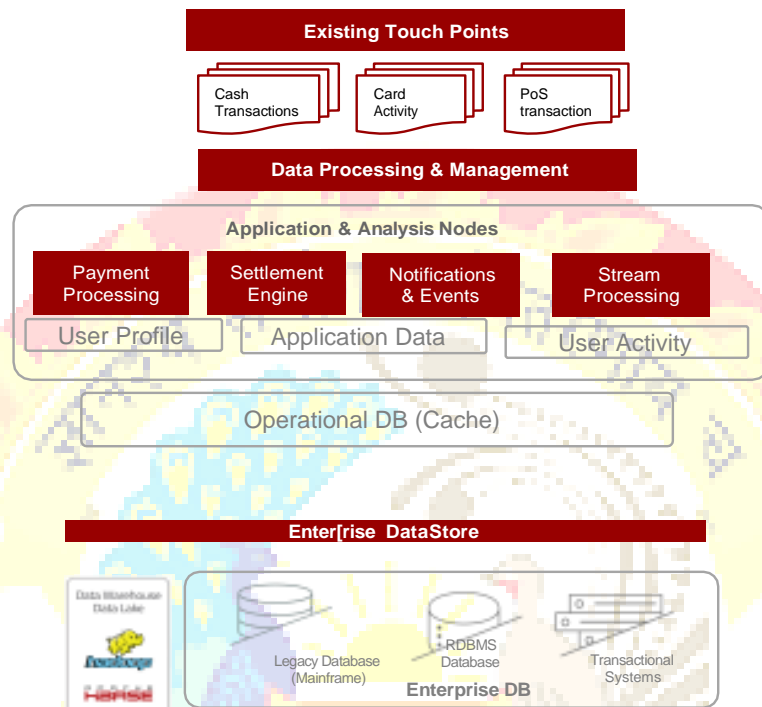 Existing Touch Points
Cash
Transactions
Card
Activity
PoS
transaction
Data Processing & Management
Application & Analysis Nodes
Payment
Processing
Settlement
Engine
Notifications
& Events
Stream
Processing
User Profile
Application Data
User Activity
Operational DB (Cache)
Enter[rise DataStore
Data Warehouse
Data Lake
Legacy Database
(Mainframe)
RDBMS
Database
Transactional
Systems
Enterprise DB